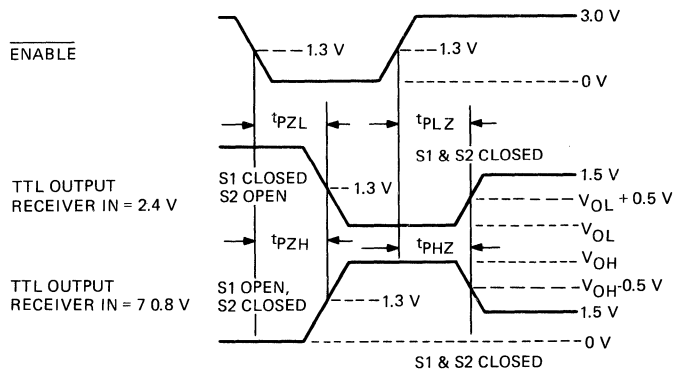 3.0 V
ENABLE
1.3 V
1.3 V
0 V
tPZL
tPLZ
S1 & S2 CLOSED
S1 CLOSED
S2 OPEN
1.5 V
TTL OUTPUT
RECEIVER IN = 2.4 V
1.3 V
VOL + 0.5 V
VOL
tPZH
tPHZ
VOH
TTL OUTPUT
RECEIVER IN = 7 0.8 V
S1 OPEN,
S2 CLOSED
1.3 V
VOH-0.5 V
1.5 V
0 V
S1 & S2 CLOSED